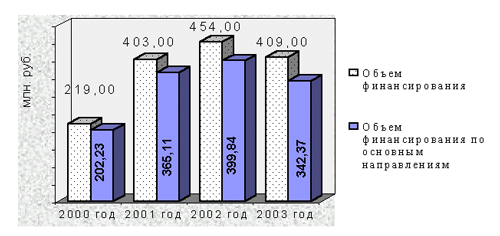 454,00
403,00
409,00
219,00
млн. руб.
202,23
365,11
399,84
342,37
2000 год
2001 год
2002 год
2003 год
Объем
финансирования
Объем
финансирования по
основным
направлениям